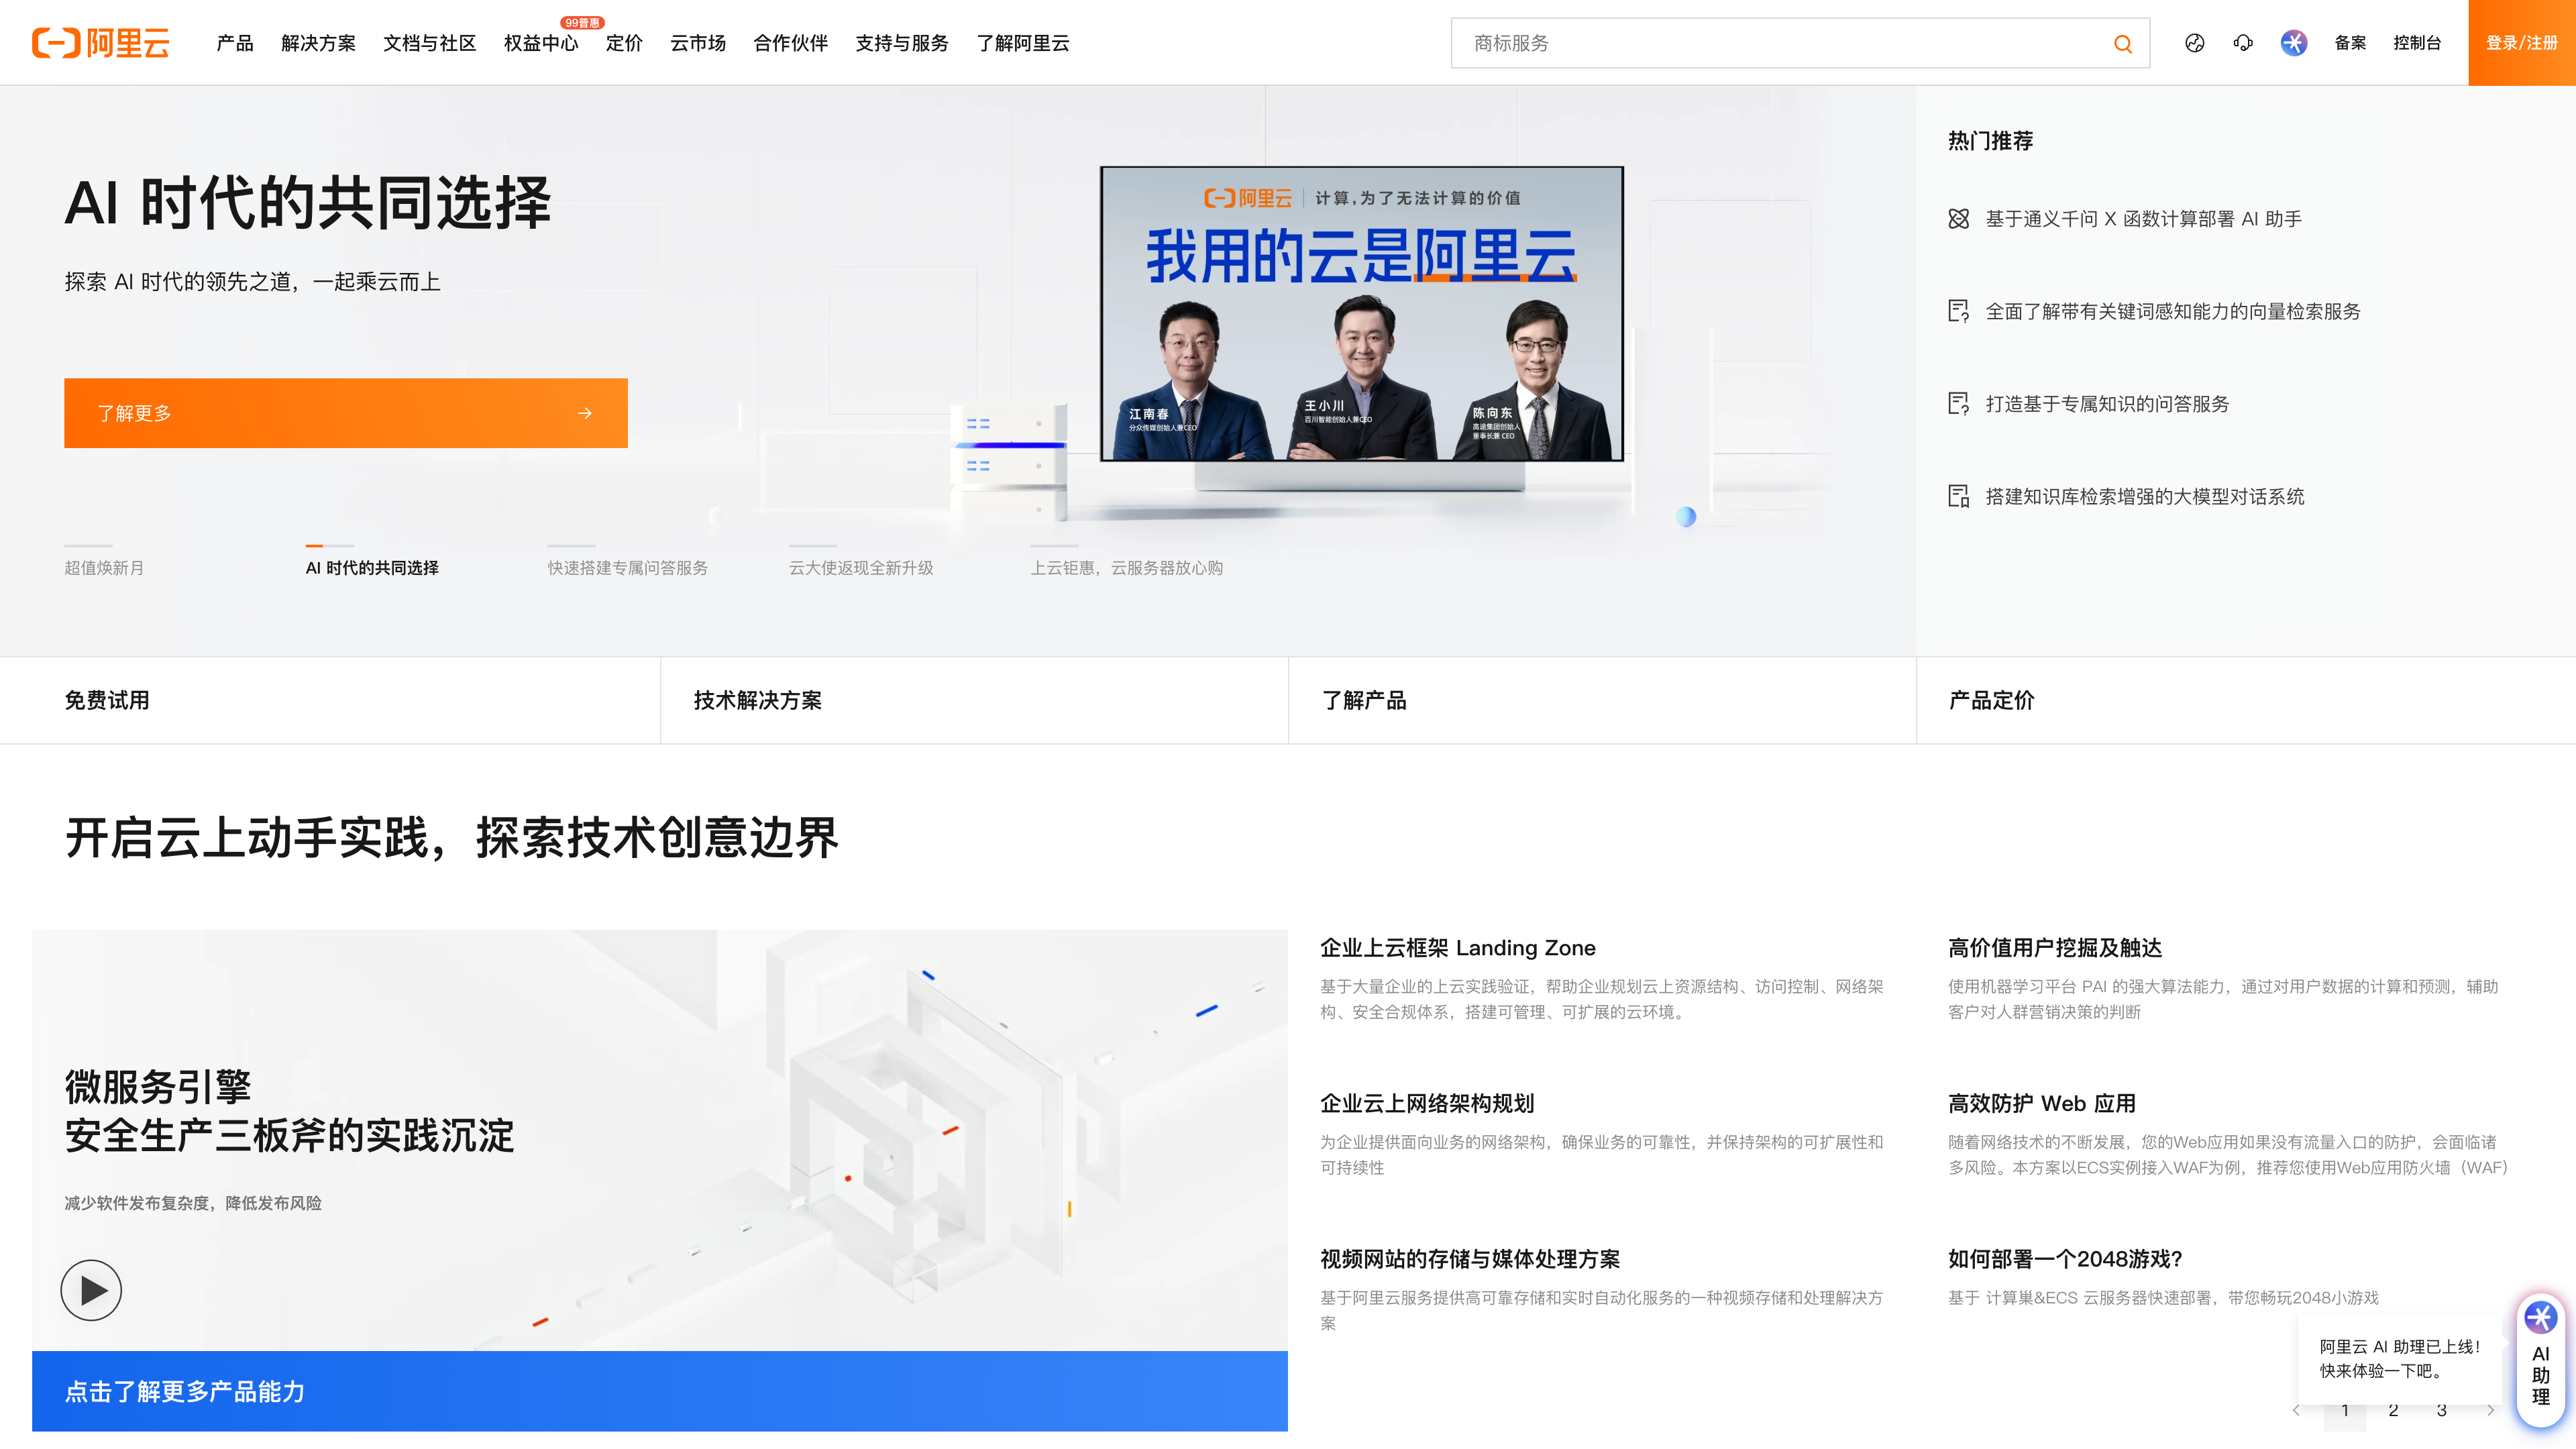 阿里云
产品
解决方案
文档与社区
权益中心
99普惠
定价
云市场
合作伙伴
支持与服务
了解阿里云
商标服务
备案
控制台
登录/注册
AI 时代的共同选择
探索 AI 时代的领先之道，一起乘云而上
了解更多
阿里云 计算，为了无法计算的价值
我用的云是阿里云
江南春
分众传媒创始人兼CEO
王小川
百川智能创始人兼CEO
陈向东
高途集团创始人
董事长兼 CEO
超值焕新月
AI 时代的共同选择
快速搭建专属问答服务
云大使返现全新升级
上云钜惠，云服务器放心购
热门推荐
基于通义千问 X 函数计算部署 AI 助手
全面了解带有关键词感知能力的向量检索服务
打造基于专属知识的问答服务
搭建知识库检索增强的大模型对话系统
免费试用
技术解决方案
了解产品
产品定价
开启云上动手实践，探索技术创意边界
微服务引擎
安全生产三板斧的实践沉淀
减少软件发布复杂度，降低发布风险
点击了解更多产品能力
企业上云框架 Landing Zone
基于大量企业的上云实践验证，帮助企业规划云上资源结构、访问控制、网络架
构、安全合规体系，搭建可管理、可扩展的云环境。
高价值用户挖掘及触达
使用机器学习平台 PAI 的强大算法能力，通过对用户数据的计算和预测，辅助
客户对人群营销决策的判断
企业云上网络架构规划
为企业提供面向业务的网络架构，确保业务的可靠性，并保持架构的可扩展性和
可持续性
高效防护 Web 应用
随着网络技术的不断发展，您的Web应用如果没有流量入口的防护，会面临诸
多风险。本方案以ECS实例接入WAF为例，推荐您使用Web应用防火墙（WAF）
视频网站的存储与媒体处理方案
基于阿里云服务提供高可靠存储和实时自动化服务的一种视频存储和处理解决方
案
如何部署一个2048游戏?
基于 计算巢&ECS 云服务器快速部署，带您畅玩2048小游戏
阿里云 AI 助理已上线！
快来体验一下吧。
AI
助
理
1
2
3